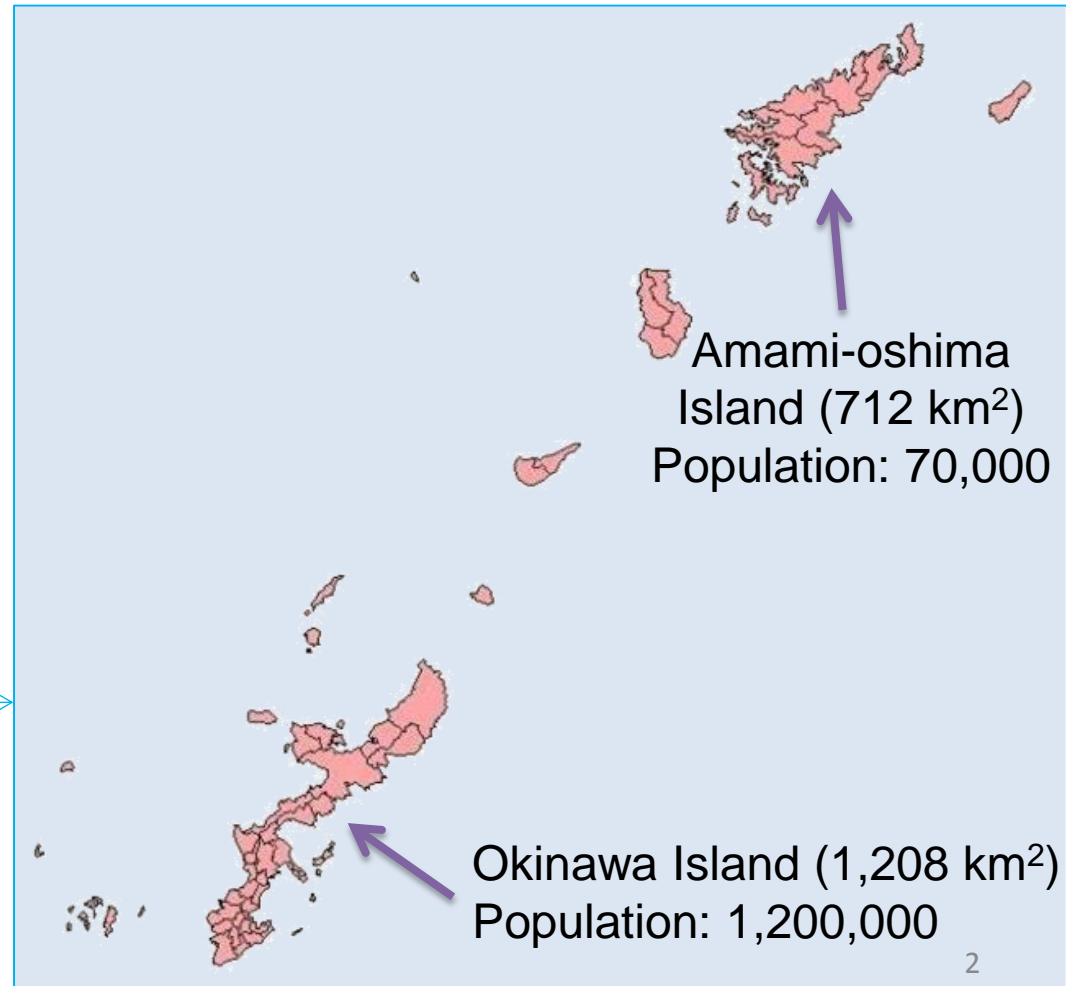 Amami-oshima
Island (712 km²)
Population: 70,000
Okinawa Island (1,208 km²)
Population: 1,200,000
2